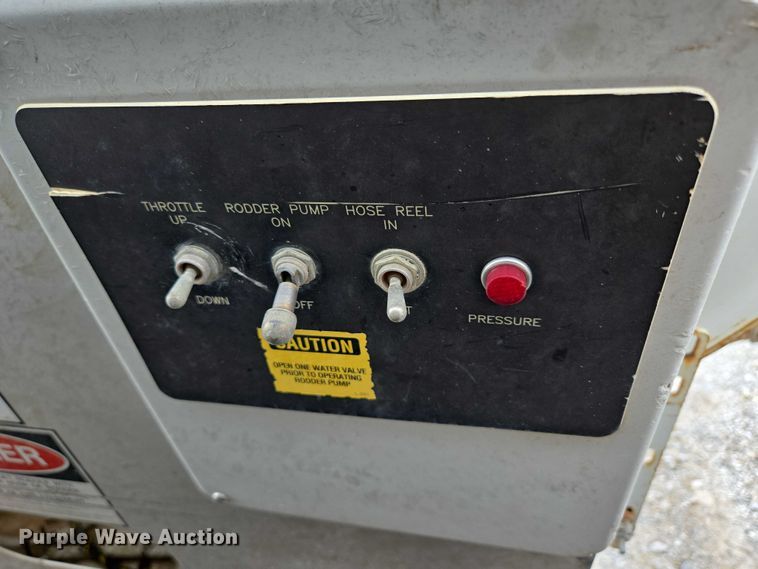 THROTTLE
UP
DOWN
RODDER PUMP
ON
OFF
HOSE REEL
IN
PRESSURE
CAUTION
OPEN ONE WATER VALVE
PRIOR TO OPERATING
RODDER PUMP
Purple Wave Auction